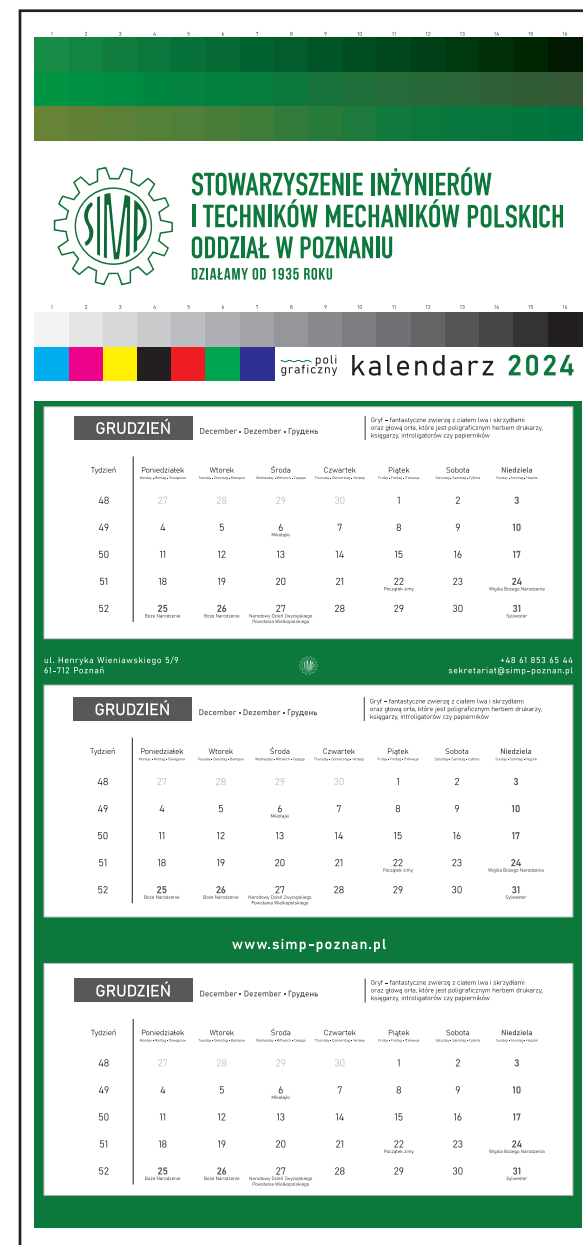 1 2 3 4 5 6 7 8 9 10 11 12 13 14 15 16
SIMP
STOWARZYSZENIE INŻYNIERÓW
I TECHNIKÓW MECHANIKÓW POLSKICH
ODDZIAŁ W POZNANIU
DZIAŁAMY OD 1935 ROKU
1 2 3 4 5 6 7 8 9 10 11 12 13 14 15 16
poli
graficzny kalendarz 2024
GRUDZIEŃ December • Dezember • Грудень
Gryf – fantastyczne zwierzę z ciałem lwa i skrzydłami
oraz głową orła, które jest poligraficznym herbem drukarzy,
księgarzy, introligatorów czy papierników
Tydzień Poniedziałek Wtorek Środa Czwartek Piątek Sobota Niedziela
48 27 28 29 30 1 2 3
49 4 5 6 7 8 9 10
Mikołajki
50 11 12 13 14 15 16 17
51 18 19 20 21 22 23 24
Początek zimy Wigilia Bożego Narodzenia
52 25 26 27 28 29 30 31
Boże Narodzenie Boże Narodzenie Narodowy Dzień Zwycięskiego Sylwester
Powstania Wielkopolskiego
ul. Henryka Wieniawskiego 5/9 +48 61 853 65 44
61-712 Poznań sekretariat@simp-poznan.pl
GRUDZIEŃ December • Dezember • Грудень
Gryf – fantastyczne zwierzę z ciałem lwa i skrzydłami
oraz głową orła, które jest poligraficznym herbem drukarzy,
księgarzy, introligatorów czy papierników
Tydzień Poniedziałek Wtorek Środa Czwartek Piątek Sobota Niedziela
48 27 28 29 30 1 2 3
49 4 5 6 7 8 9 10
Mikołajki
50 11 12 13 14 15 16 17
51 18 19 20 21 22 23 24
Początek zimy Wigilia Bożego Narodzenia
52 25 26 27 28 29 30 31
Boże Narodzenie Boże Narodzenie Narodowy Dzień Zwycięskiego Sylwester
Powstania Wielkopolskiego
www.simp-poznan.pl
GRUDZIEŃ December • Dezember • Грудень
Gryf – fantastyczne zwierzę z ciałem lwa i skrzydłami
oraz głową orła, które jest poligraficznym herbem drukarzy,
księgarzy, introligatorów czy papierników
Tydzień Poniedziałek Wtorek Środa Czwartek Piątek Sobota Niedziela
48 27 28 29 30 1 2 3
49 4 5 6 7 8 9 10
Mikołajki
50 11 12 13 14 15 16 17
51 18 19 20 21 22 23 24
Początek zimy Wigilia Bożego Narodzenia
52 25 26 27 28 29 30 31
Boże Narodzenie Boże Narodzenie Narodowy Dzień Zwycięskiego Sylwester
Powstania Wielkopolskiego